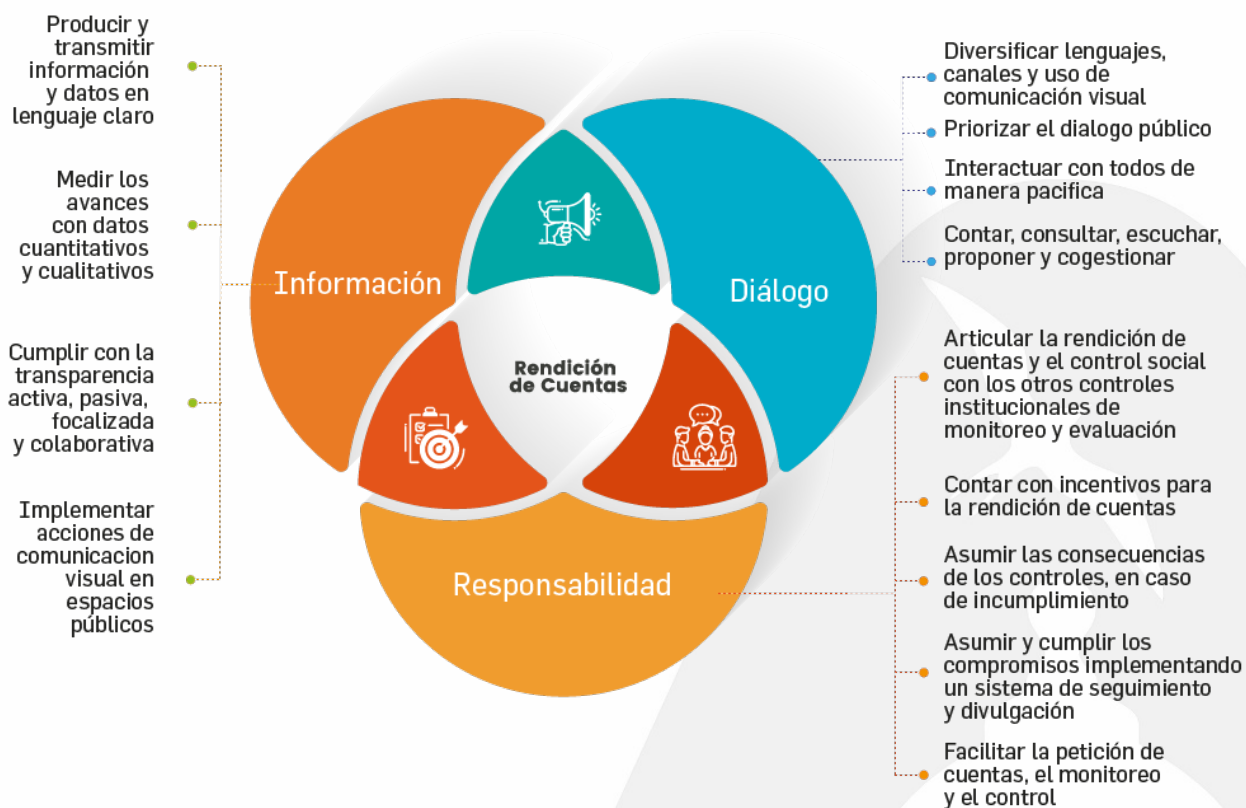 Producir y
transmitir
información
y datos en
lenguaje claro
Medir los
avances
con datos
cuantitativos
y cualitativos
Cumplir con la
transparencia
activa, pasiva,
focalizada
y colaborativa
Implementar
acciones de
comunicacion
visual en
espacios
públicos
Información
Diálogo
Rendición
de Cuentas
Responsabilidad
Diversificar lenguajes,
canales y uso de
comunicación visual
Priorizar el dialogo público
Interactuar con todos de
manera pacifica
Contar, consultar, escuchar,
proponer y cogestionar
Articular la rendición de
cuentas y el control social
con los otros controles
institucionales de
monitoreo y evaluación
Contar con incentivos para
la rendición de cuentas
Asumir las consecuencias
de los controles, en caso
de incumplimiento
Asumir y cumplir los
compromisos implementando
un sistema de seguimiento
y divulgación
Facilitar la petición de
cuentas, el monitoreo
y el control